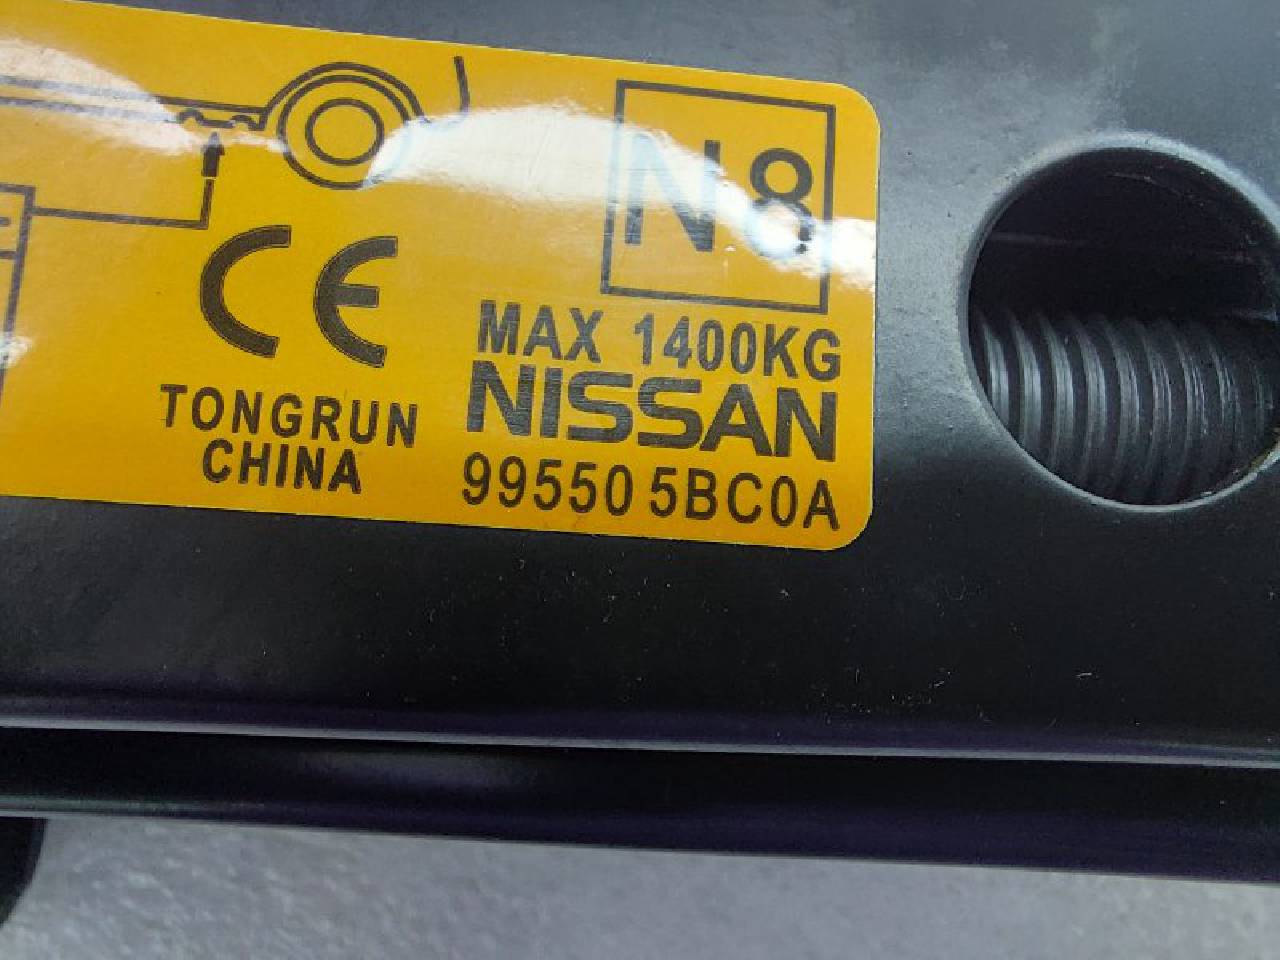 N8
CE
MAX 1400KG
NISSAN
TONGRUN
CHINA
99550 5BC0A